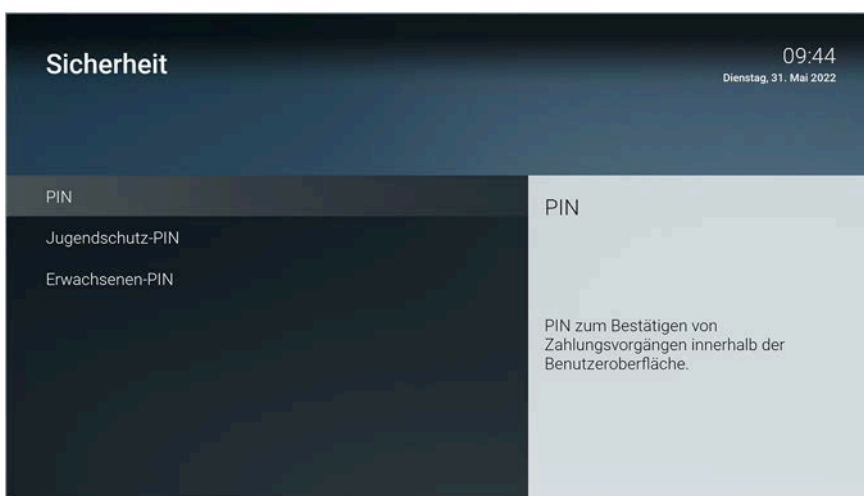 Sicherheit
09:44
Dienstag, 31. Mai 2022
PIN
Jugendschutz-PIN
Erwachsenen-PIN
PIN
PIN zum Bestätigen von
Zahlungsvorgängen innerhalb der
Benutzeroberfläche.